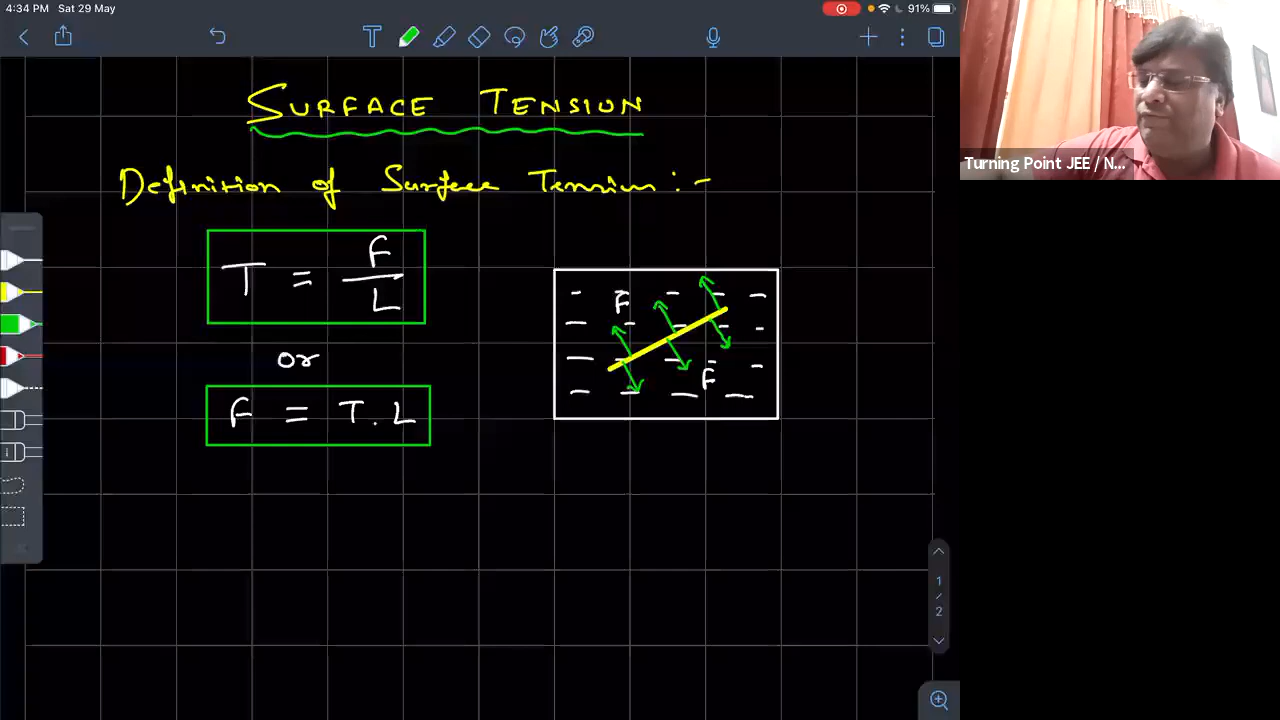 4:34 PM Sat 29 May
91%
Turning Point JEE / N...
SURFACE TENSION
Definition of Surface Tension :-
T = F
L
or
F = T. L
F
F
1
/
2